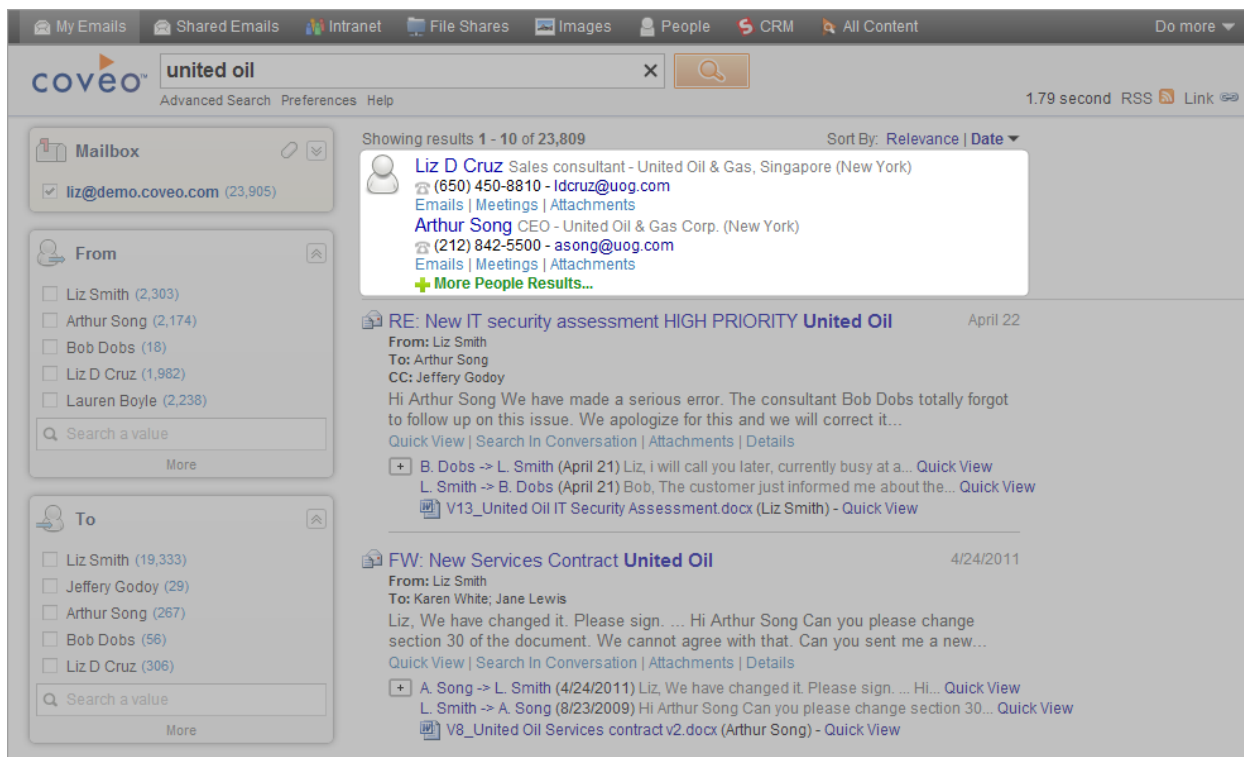 My Emails Shared Emails Intranet File Shares Images People CRM All Content Do more
coveo™ united oil
Advanced Search Preferences Help
1.79 second RSS Link
Mailbox
liz@demo.coveo.com (23,905)
From
Liz Smith (2,303)
Arthur Song (2,174)
Bob Dobs (18)
Liz D Cruz (1,982)
Lauren Boyle (2,238)
Search a value
More
To
Liz Smith (19,333)
Jeffery Godoy (29)
Arthur Song (267)
Bob Dobs (56)
Liz D Cruz (306)
Search a value
More
Showing results 1 - 10 of 23,809 Sort By: Relevance | Date
Liz D Cruz Sales consultant - United Oil & Gas, Singapore (New York)
(650) 450-8810 - ldcruz@uog.com
Emails | Meetings | Attachments
Arthur Song CEO - United Oil & Gas Corp. (New York)
(212) 842-5500 - asong@uog.com
Emails | Meetings | Attachments
More People Results...
RE: New IT security assessment HIGH PRIORITY United Oil April 22
From: Liz Smith
To: Arthur Song
CC: Jeffery Godoy
Hi Arthur Song We have made a serious error. The consultant Bob Dobs totally forgot
to follow up on this issue. We apologize for this and we will correct it...
Quick View | Search In Conversation | Attachments | Details
B. Dobs -> L. Smith (April 21) Liz, i will call you later, currently busy at a... Quick View
L. Smith -> B. Dobs (April 21) Bob, The customer just informed me about the... Quick View
V13_United Oil IT Security Assessment.docx (Liz Smith) - Quick View
FW: New Services Contract United Oil 4/24/2011
From: Liz Smith
To: Karen White; Jane Lewis
Liz, We have changed it. Please sign. ... Hi Arthur Song Can you please change
section 30 of the document. We cannot agree with that. Can you sent me a new...
Quick View | Search In Conversation | Attachments | Details
A. Song -> L. Smith (4/24/2011) Liz, We have changed it. Please sign. ... Hi... Quick View
L. Smith -> A. Song (8/23/2009) Hi Arthur Song Can you please change section 30... Quick View
V8_United Oil Services contract v2.docx (Arthur Song) - Quick View